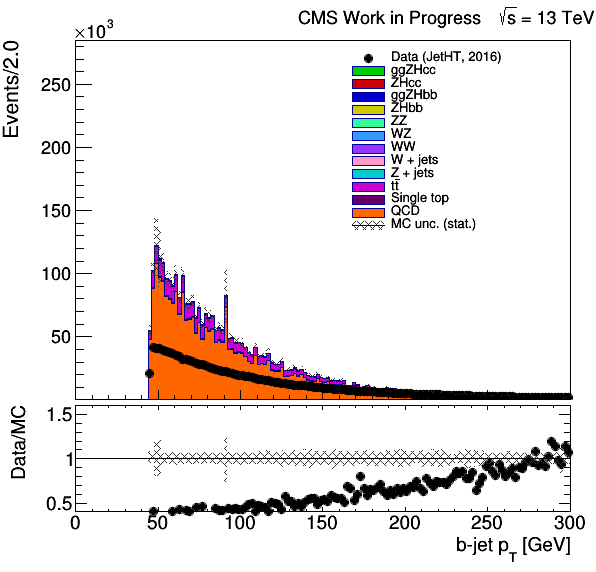 CMS Work in Progress √s = 13 TeV
×10³
Events/2.0
250
200
150
100
50
Data (JetHT, 2016)
ggZHcc
ZHcc
ggZHbb
ZHbb
ZZ
WZ
WW
W + jets
Z + jets
tt̄
Single top
QCD
MC unc. (stat.)
Data/MC
1.5
1
0.5
0 50 100 150 200 250 300
b-jet p_T [GeV]